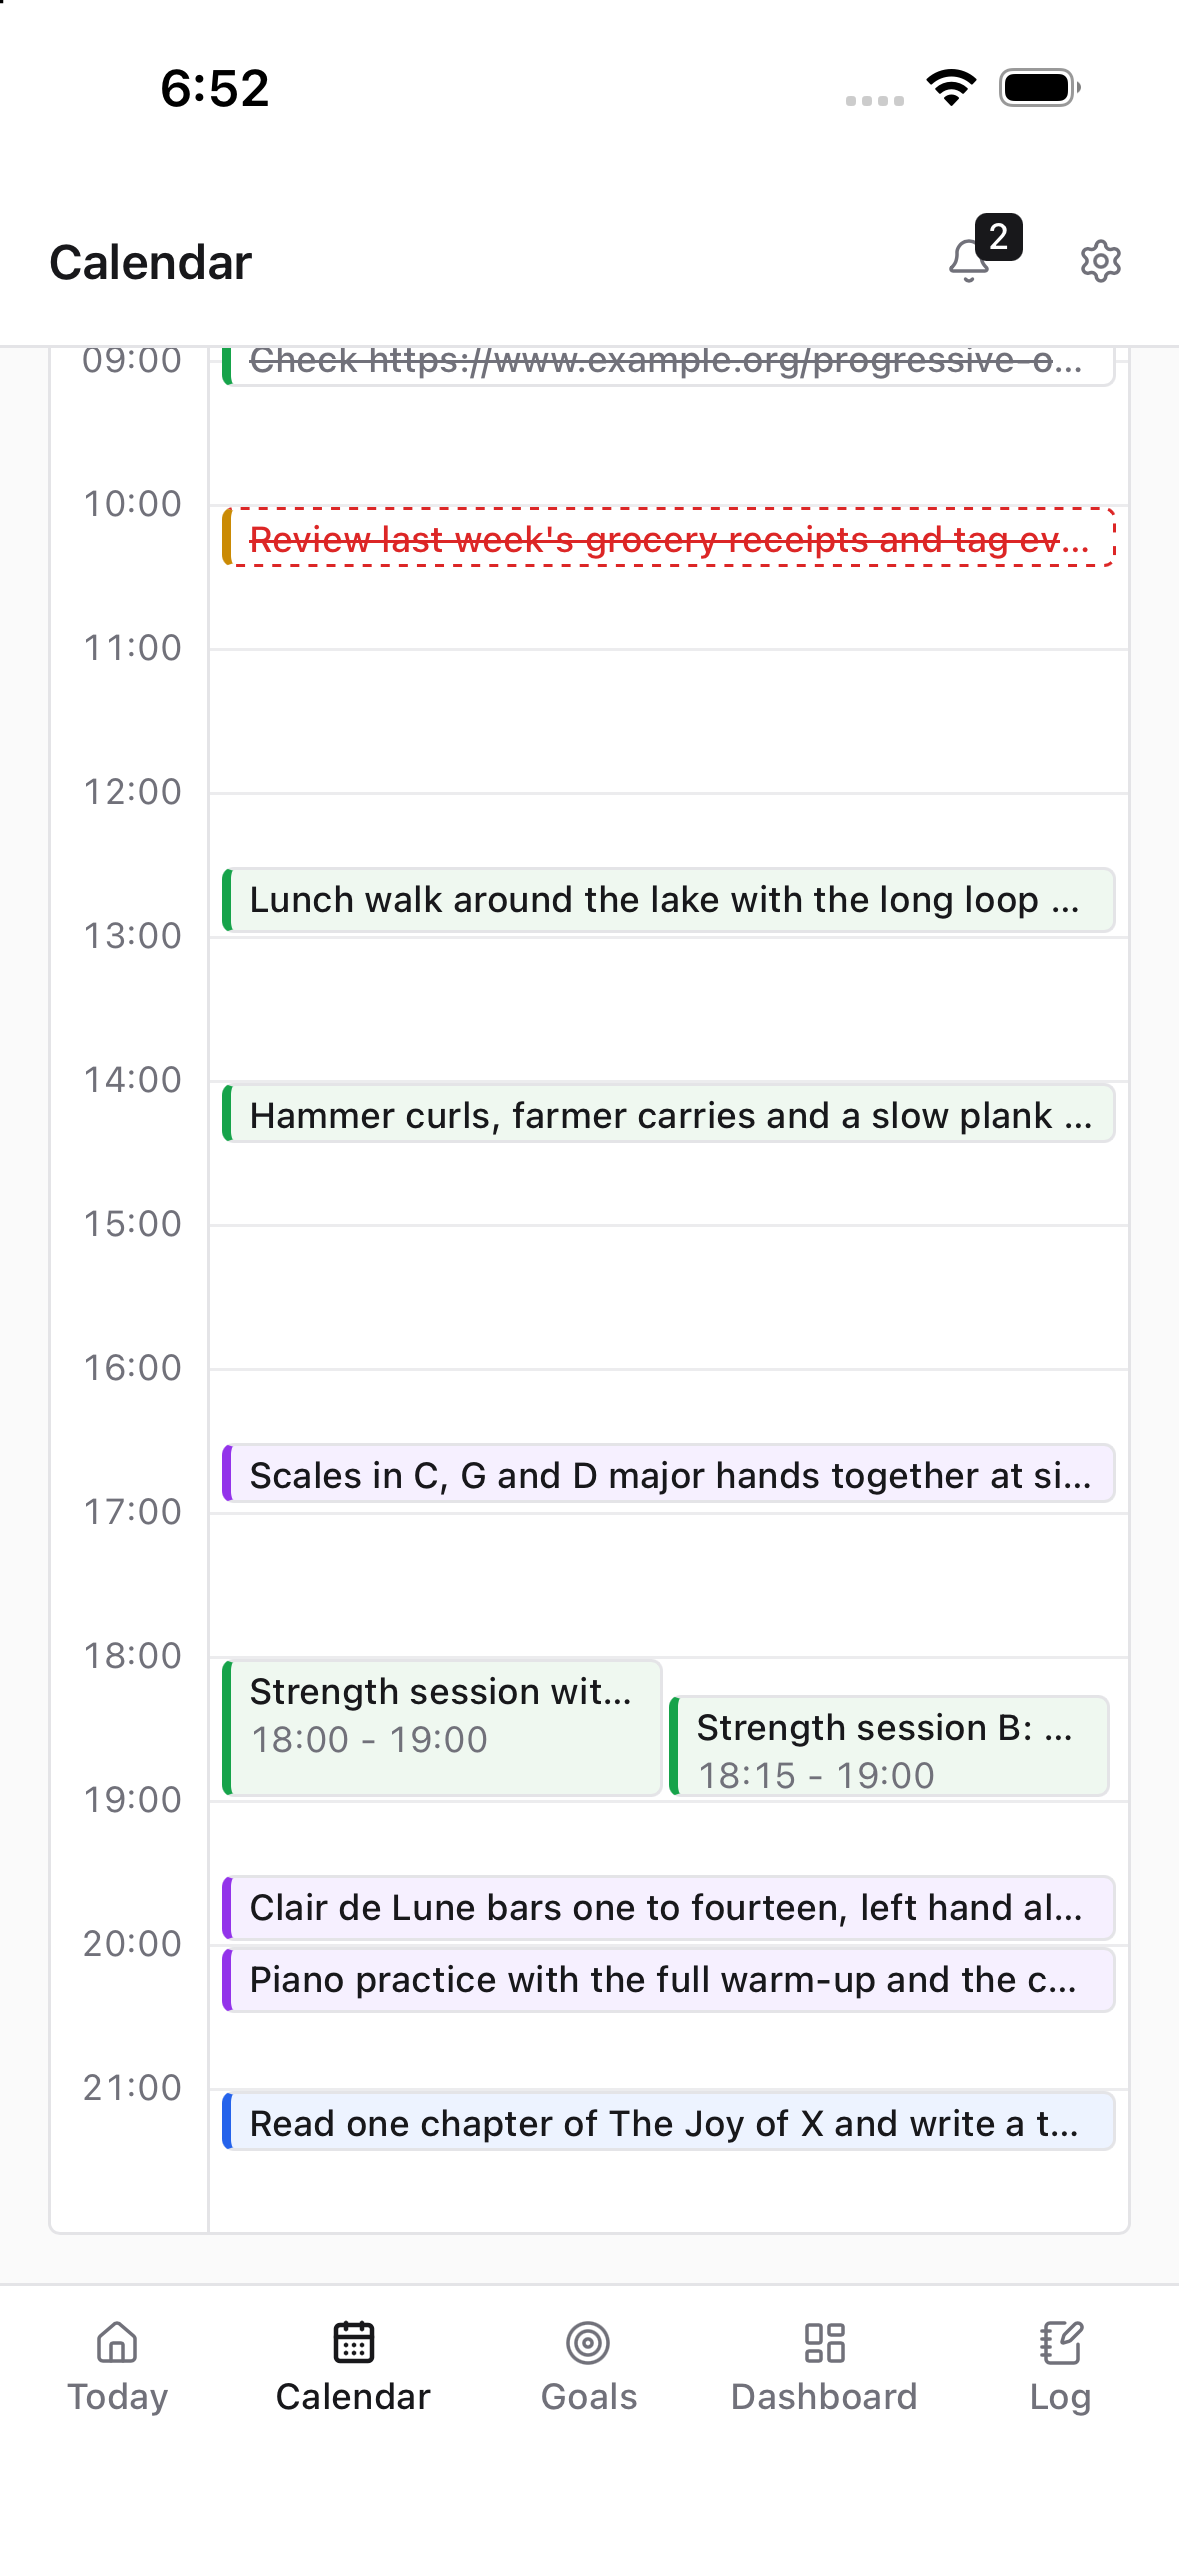 6:52
Calendar
2
09:00
Check https://www.example.org/progressive-o...
10:00
Review last week's grocery receipts and tag ev...
11:00
12:00
Lunch walk around the lake with the long loop ...
13:00
14:00
Hammer curls, farmer carries and a slow plank ...
15:00
16:00
Scales in C, G and D major hands together at si...
17:00
18:00
Strength session wit...
18:00 - 19:00
Strength session B: ...
18:15 - 19:00
19:00
Clair de Lune bars one to fourteen, left hand al...
20:00
Piano practice with the full warm-up and the c...
21:00
Read one chapter of The Joy of X and write a t...
Today
Calendar
Goals
Dashboard
Log